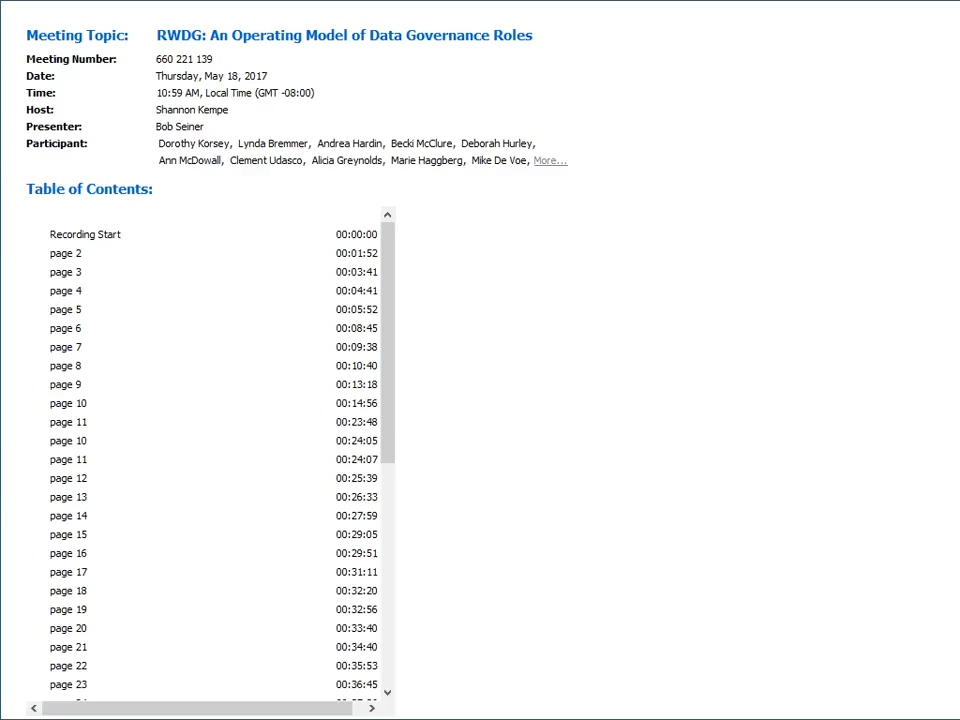 Meeting Topic: RWDG: An Operating Model of Data Governance Roles
Meeting Number: 660 221 139
Date: Thursday, May 18, 2017
Time: 10:59 AM, Local Time (GMT -08:00)
Host: Shannon Kempe
Presenter: Bob Seiner
Participant: Dorothy Korsey, Lynda Bremmer, Andrea Hardin, Becki McClure, Deborah Hurley,
Ann McDowall, Clement Udasco, Alicia Greynolds, Marie Haggberg, Mike De Voe, More...
Table of Contents:
Recording Start 00:00:00
page 2 00:01:52
page 3 00:03:41
page 4 00:04:41
page 5 00:05:52
page 6 00:08:45
page 7 00:09:38
page 8 00:10:40
page 9 00:13:18
page 10 00:14:56
page 11 00:23:48
page 10 00:24:05
page 11 00:24:07
page 12 00:25:39
page 13 00:26:33
page 14 00:27:59
page 15 00:29:05
page 16 00:29:51
page 17 00:31:11
page 18 00:32:20
page 19 00:32:56
page 20 00:33:40
page 21 00:34:40
page 22 00:35:53
page 23 00:36:45